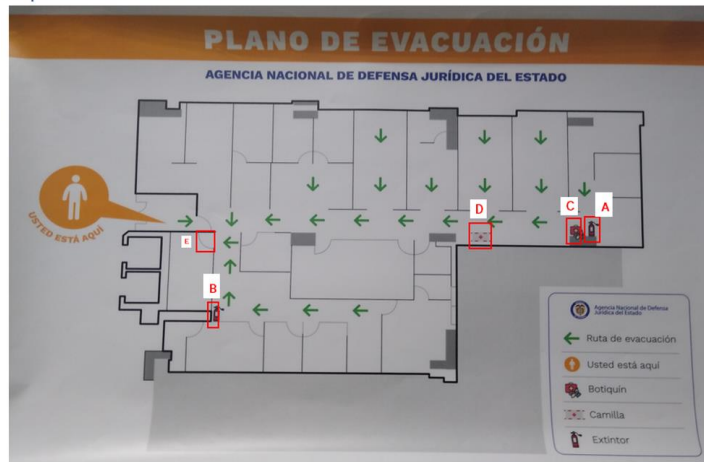 PLANO DE EVACUACIÓN
AGENCIA NACIONAL DE DEFENSA JURÍDICA DEL ESTADO
USTED ESTÁ AQUÍ
E
B
D
C
A
Agencia Nacional de Defensa
Jurídica del Estado
Ruta de evacuación
Usted está aquí
Botiquín
Camilla
Extintor